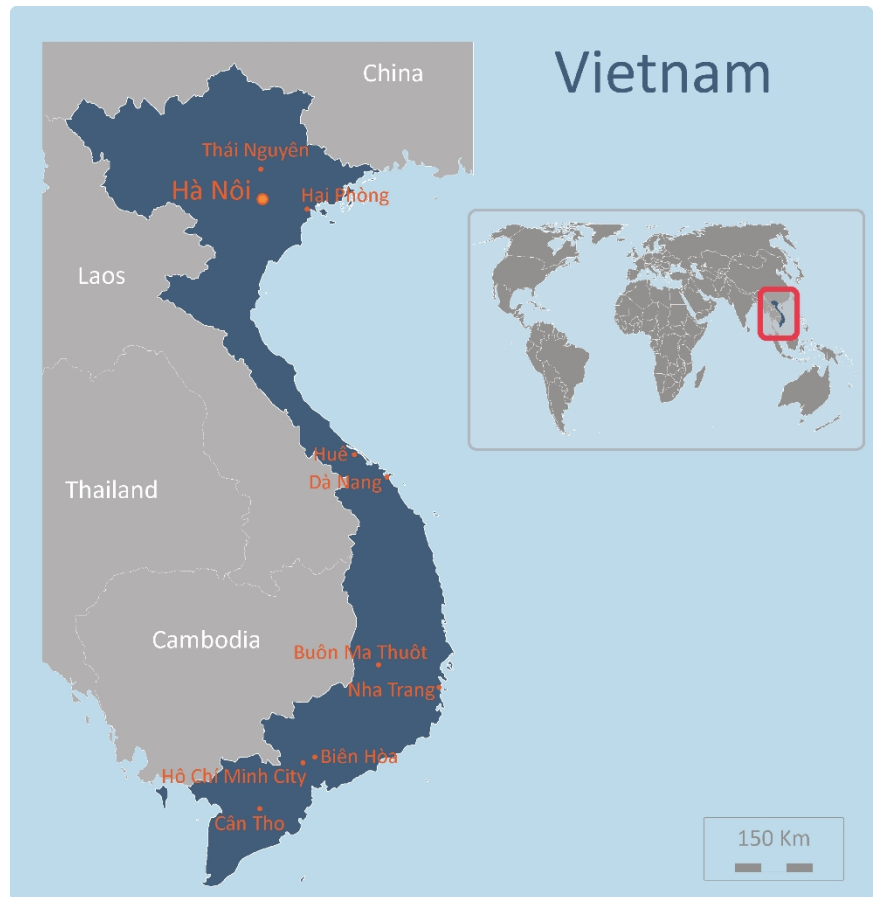 China
Vietnam
Thái Nguyên
Hà Nôi
Hai Phòng
Laos
Huê
Dà Nang
Thailand
Cambodia
Buôn Ma Thuôt
Nha Trang
Biên Hòa
Hô Chí Minh City
Cân Tho
150 Km